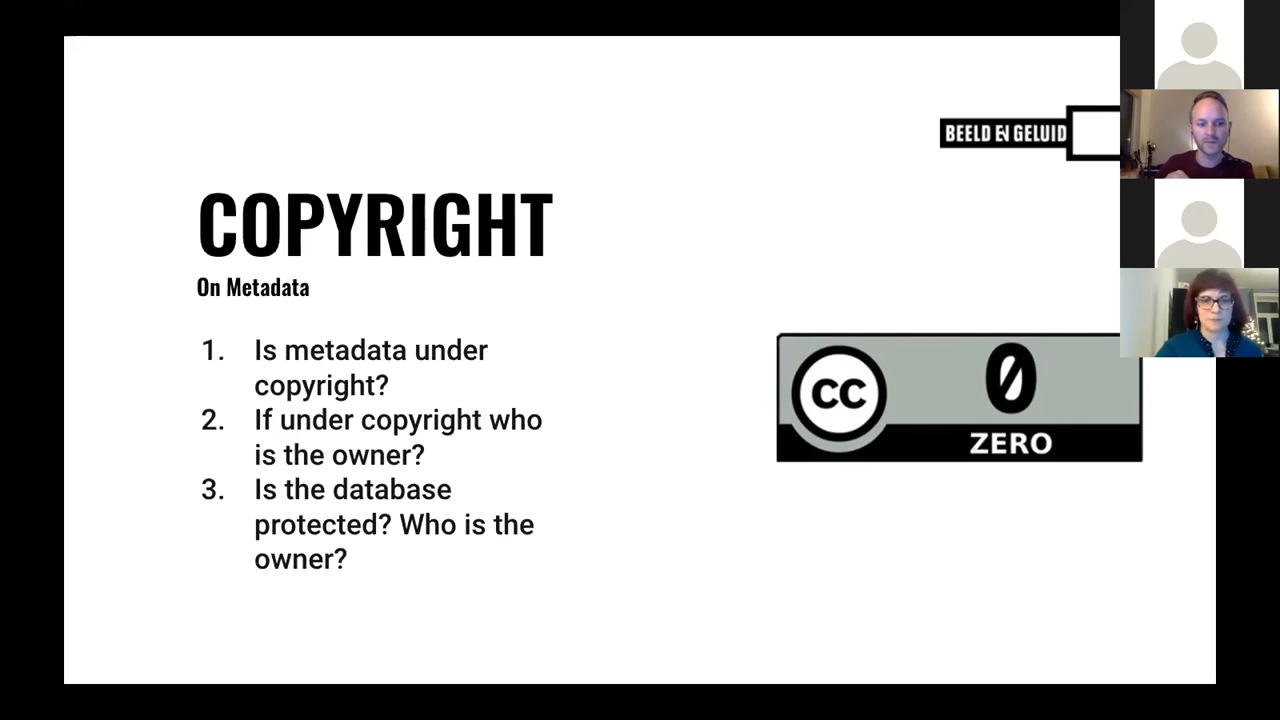 BEELD EN GELUID
COPYRIGHT
On Metadata
1. Is metadata under
copyright?
2. If under copyright who
is the owner?
3. Is the database
protected? Who is the
owner?
CC 0
ZERO